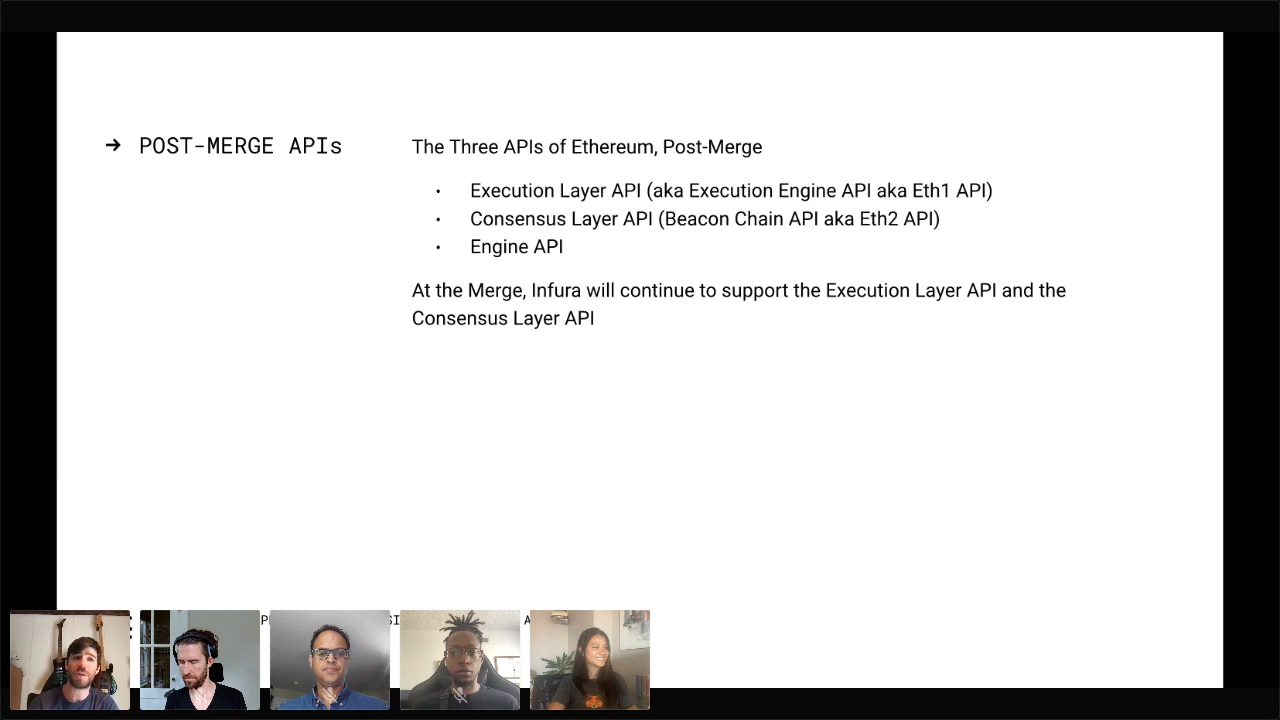 → POST-MERGE APIs
The Three APIs of Ethereum, Post-Merge
• Execution Layer API (aka Execution Engine API aka Eth1 API)
• Consensus Layer API (Beacon Chain API aka Eth2 API)
• Engine API
At the Merge, Infura will continue to support the Execution Layer API and the
Consensus Layer API